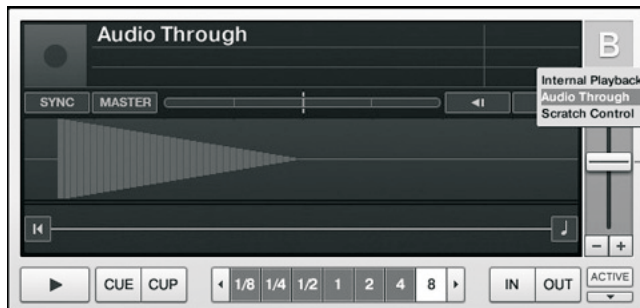 Audio Through
B
Internal Playback
Audio Through
Scratch Control
SYNC MASTER
− +
CUE CUP 1/8 1/4 1/2 1 2 4 8 IN OUT ACTIVE